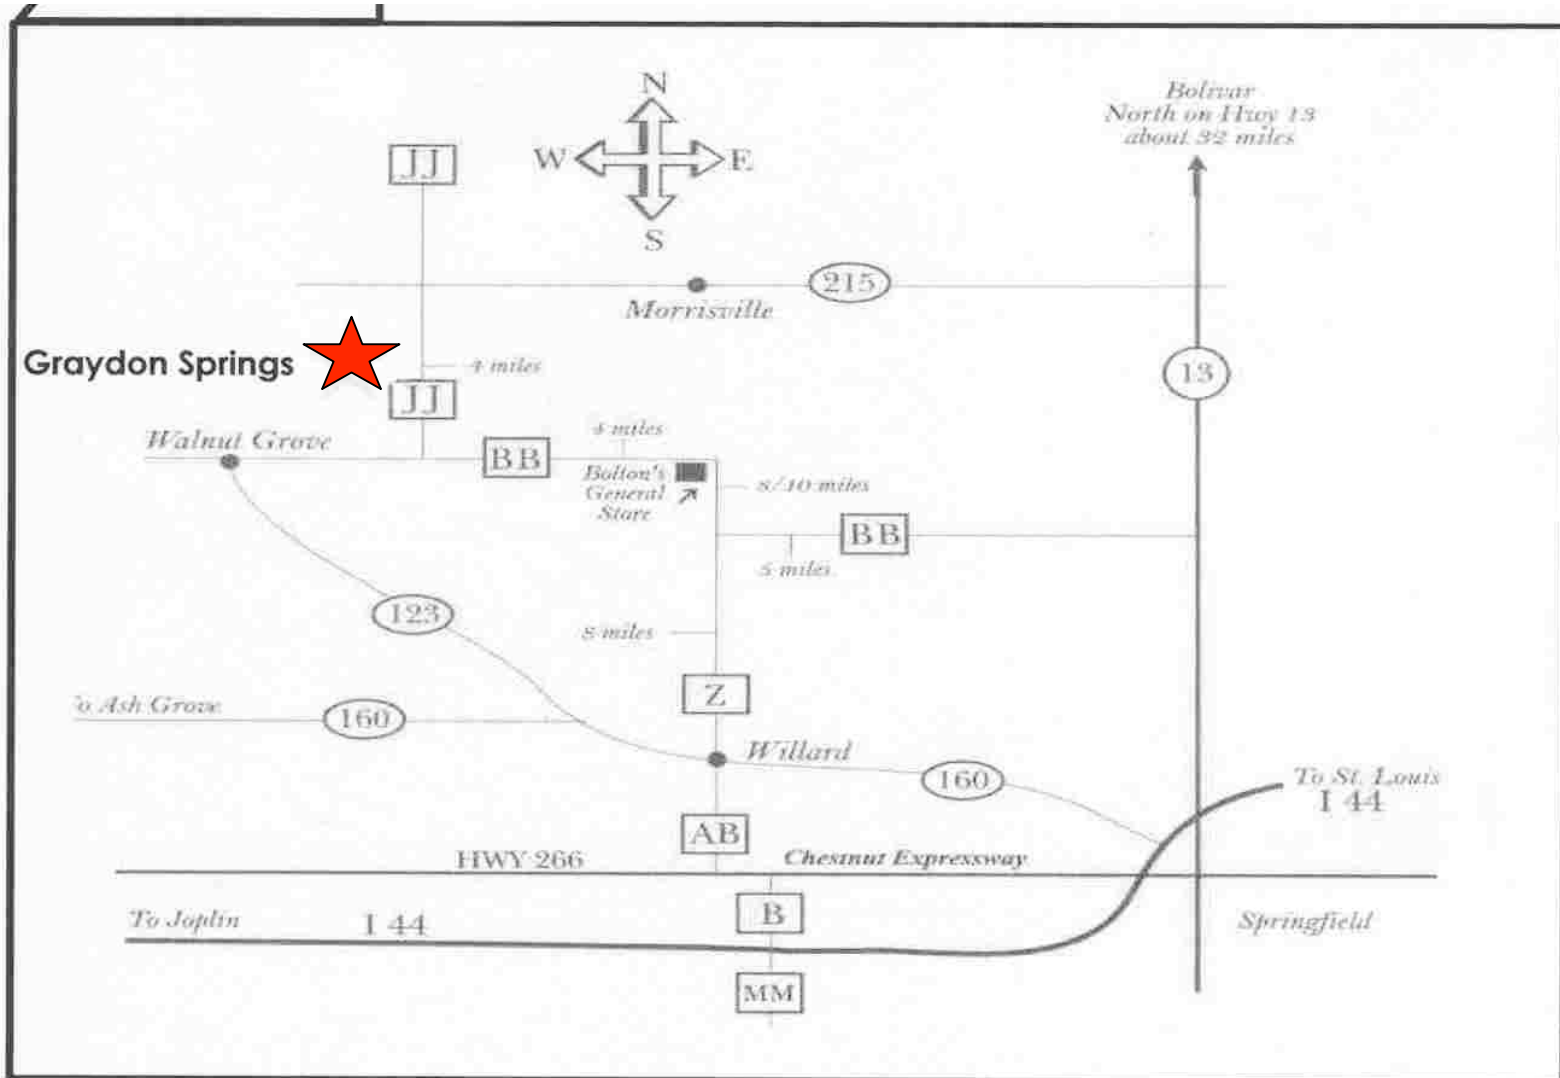 Bolivar
North on Hwy 13
about 32 miles
N
W
E
S
JJ
215
Morrisville
Graydon Springs
4 miles
13
JJ
Walnut Grove
BB
4 miles
Bolton's
General
Store
8/10 miles
BB
5 miles
123
8 miles
Z
o Ash Grove
160
Willard
160
To St. Louis
I 44
AB
HWY 266
Chestnut Expressway
To Joplin
I 44
B
Springfield
MM